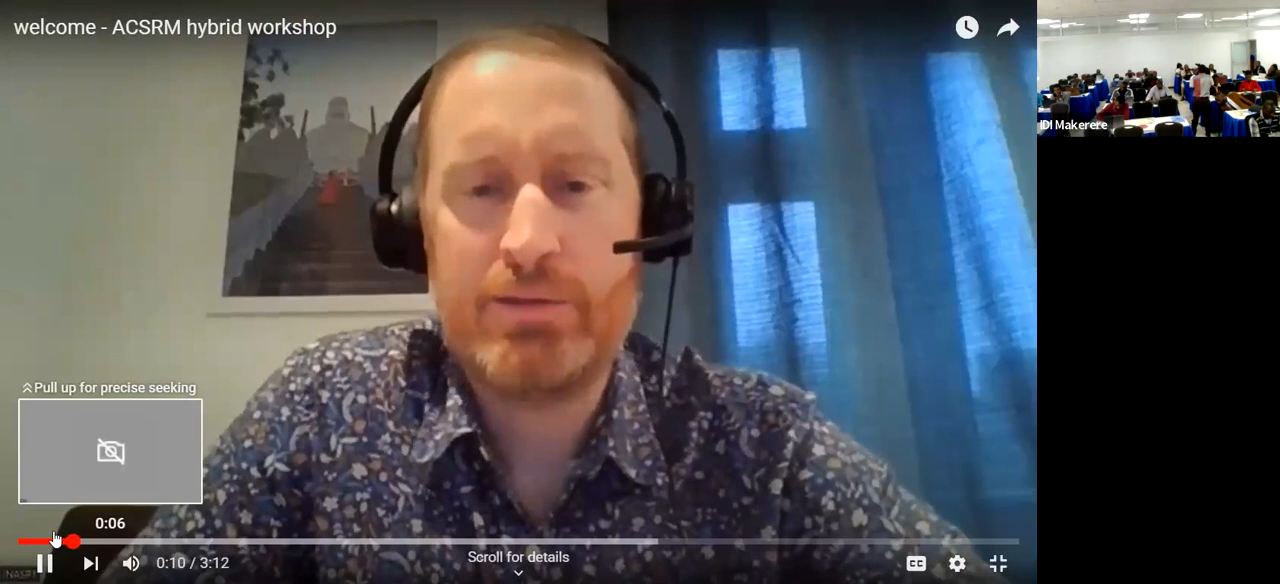 welcome - ACSRM hybrid workshop
IDI Makerere
Pull up for precise seeking
0:06
0:10 / 3:12
Scroll for details
CC